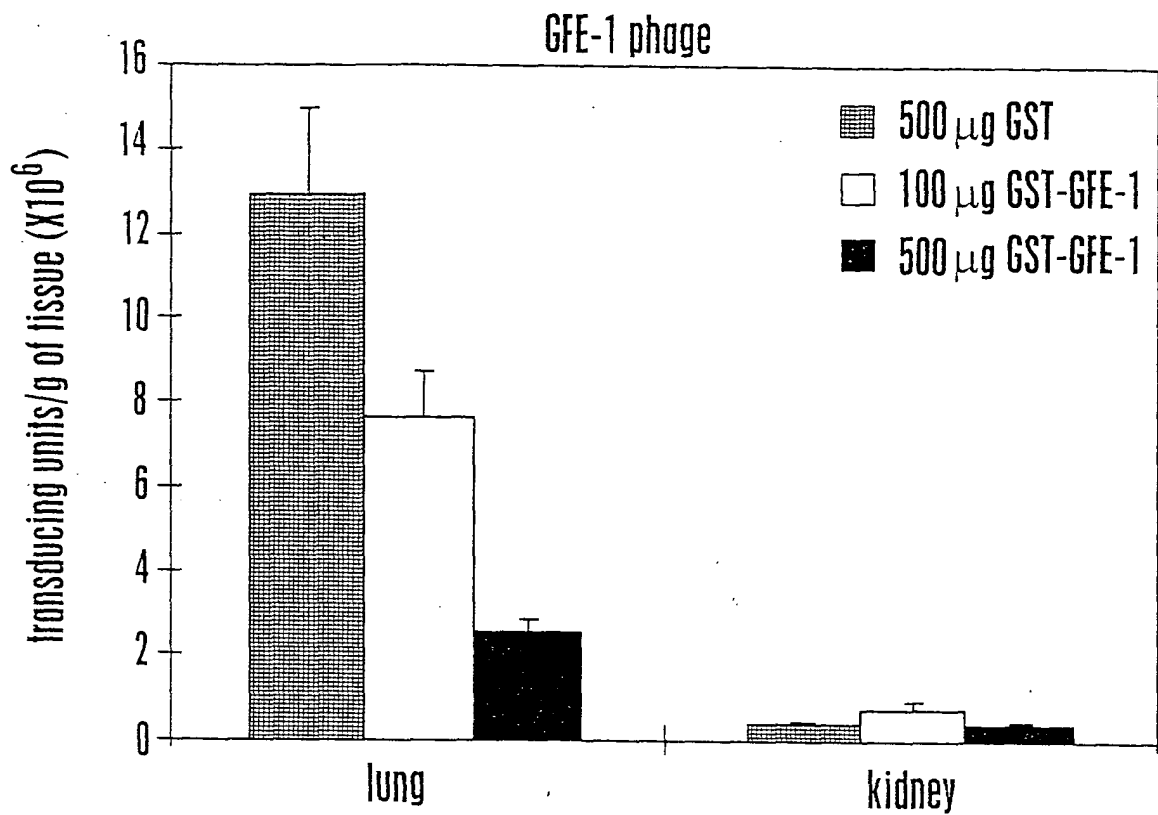 GFE-1 phage
transducing units/g of tissue (X10⁶)
16
14
12
10
8
6
4
2
0
500 μg GST
100 μg GST-GFE-1
500 μg GST-GFE-1
lung
kidney